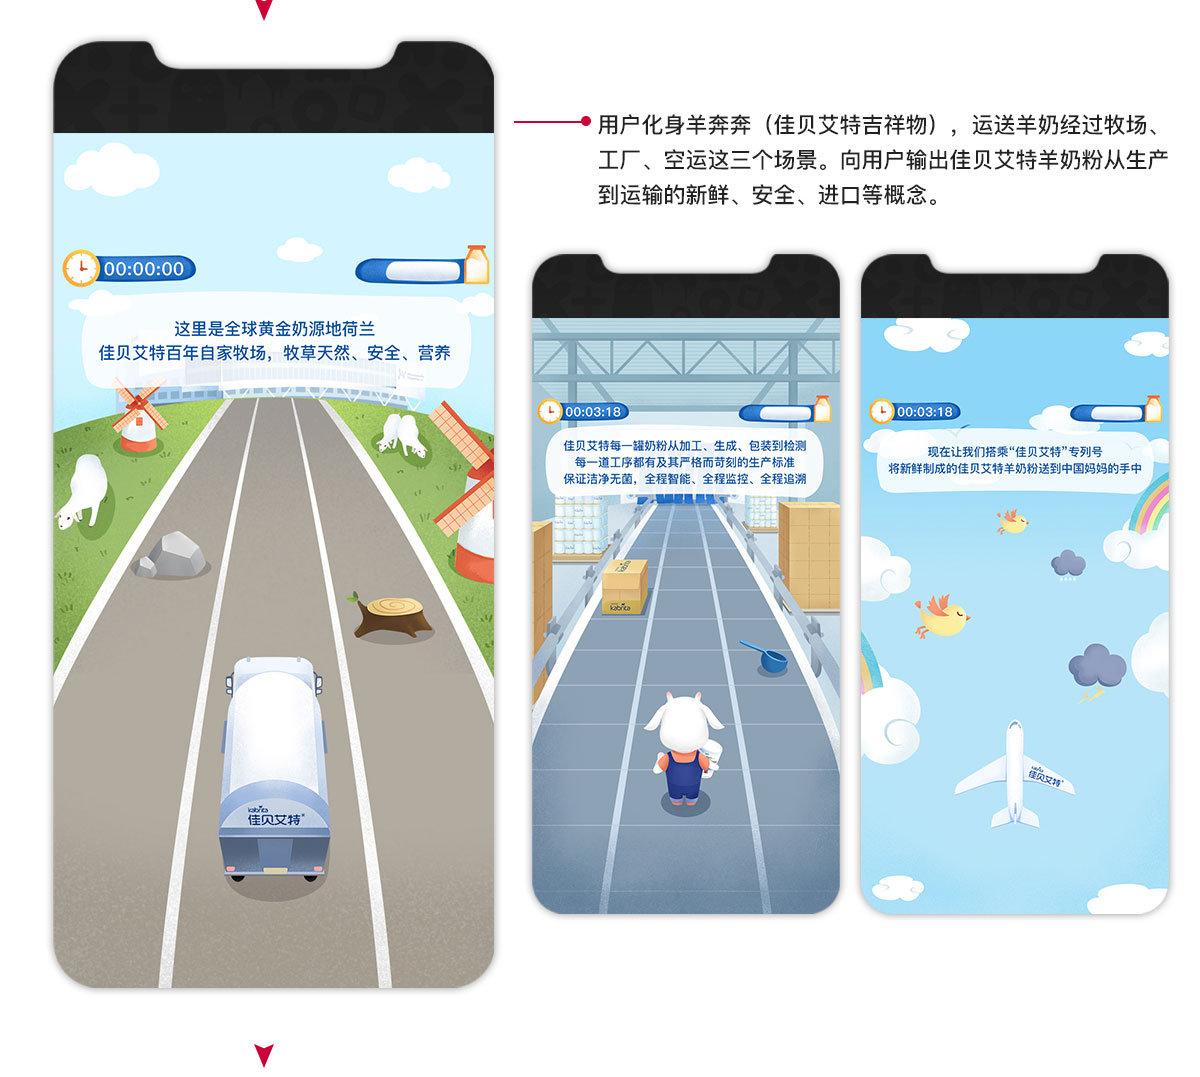 用户化身羊奔奔（佳贝艾特吉祥物），运送羊奶经过牧场、
工厂、空运这三个场景。向用户输出佳贝艾特羊奶粉从生产
到运输的新鲜、安全、进口等概念。
00:00:00
这里是全球黄金奶源地荷兰
佳贝艾特百年自家牧场，牧草天然、安全、营养
kabrita
佳贝艾特
00:03:18
佳贝艾特每一罐奶粉从加工、生成、包装到检测
每一道工序都有及其严格而苛刻的生产标准
保证洁净无菌，全程智能、全程监控、全程追溯
kabrita
00:03:18
现在让我们搭乘“佳贝艾特”专列号
将新鲜制成的佳贝艾特羊奶粉送到中国妈妈的手中
kabrita
佳贝艾特